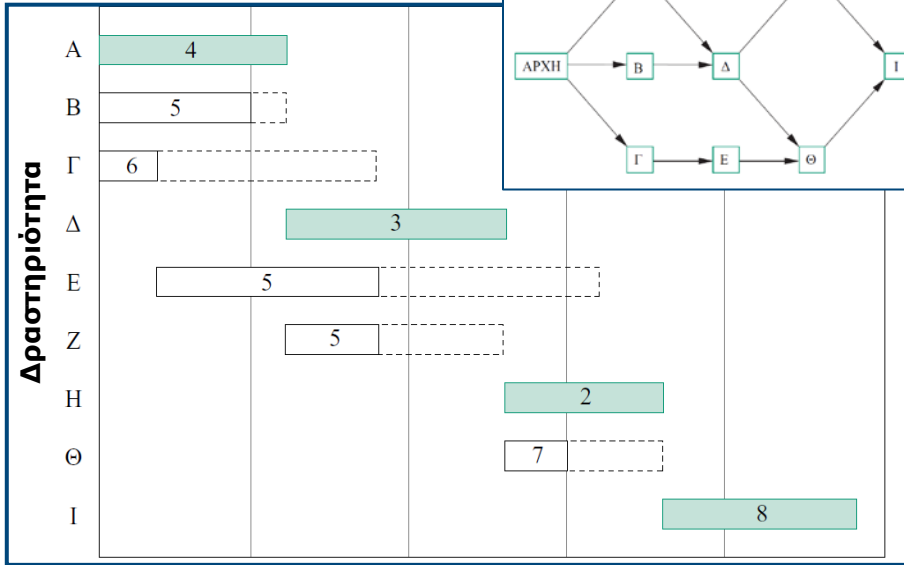 Δραστηριότητα
Α 4
Β 5
Γ 6
Δ 3
Ε 5
Ζ 5
Η 2
Θ 7
Ι 8
ΑΡΧΗ Β Δ Ι
Γ Ε Θ